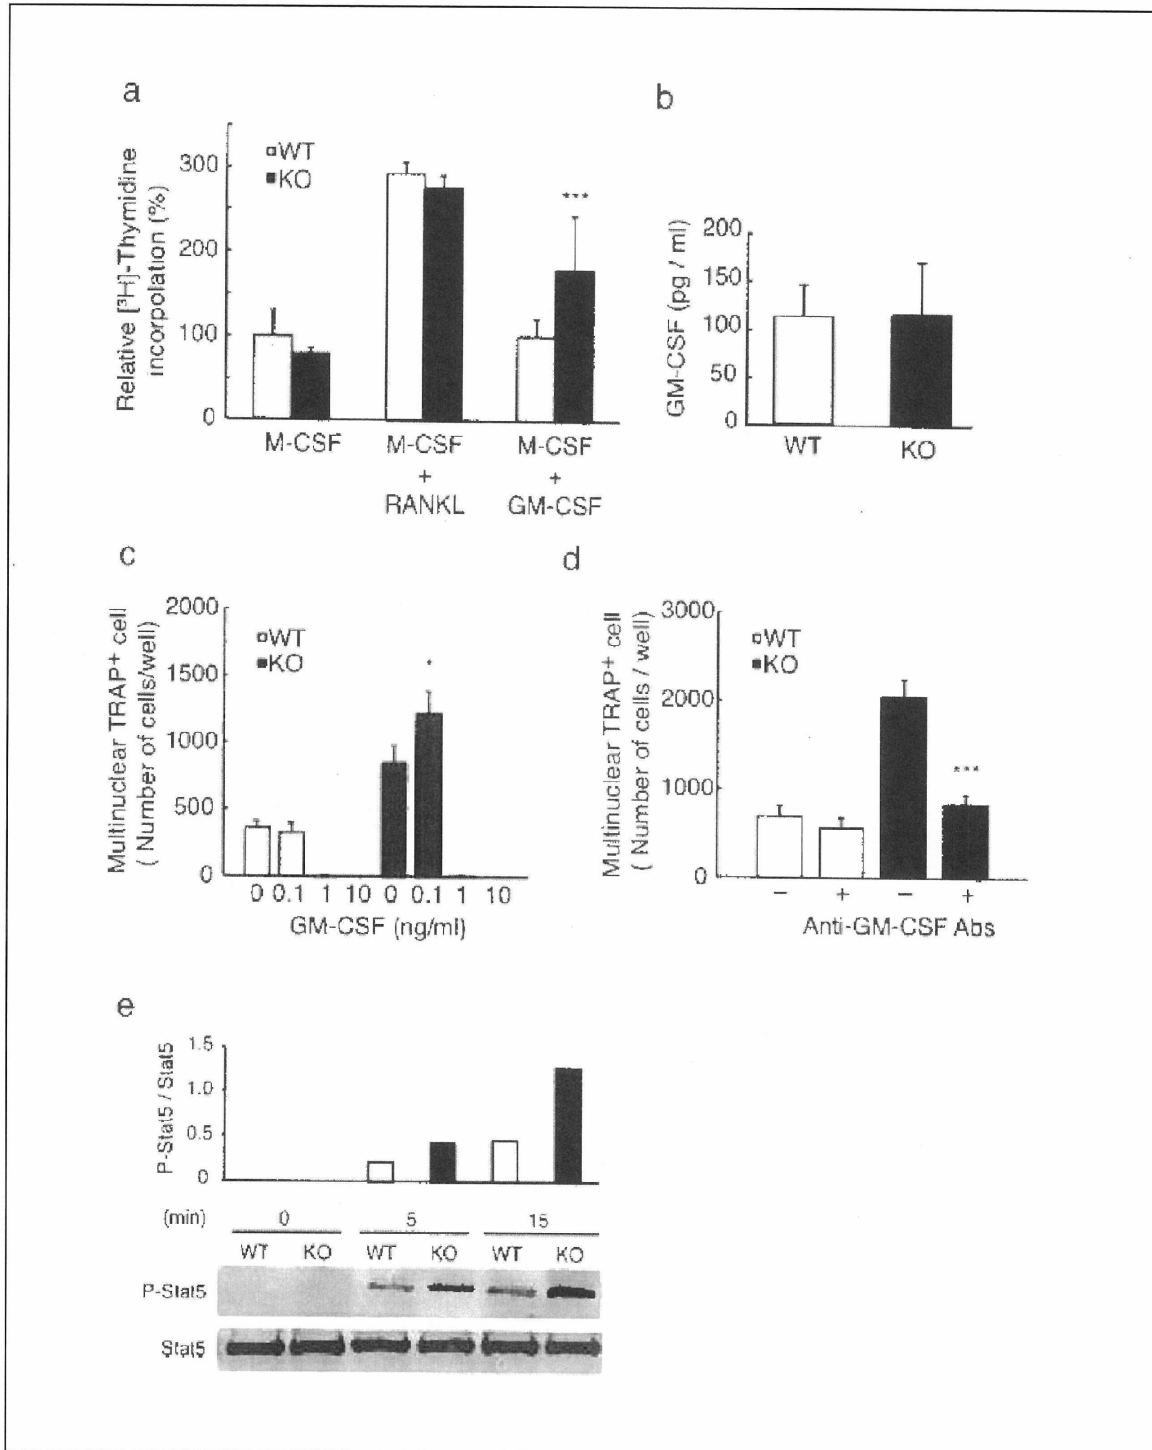 a
Relative [³H]-Thymidine
incorpolation (%)
300
200
100
0
WT
KO
***
M-CSF
M-CSF
+
RANKL
M-CSF
+
GM-CSF
b
GM-CSF (pg / ml)
200
150
100
50
0
WT
KO
c
Multinuclear TRAP⁺ cell
( Number of cells/well)
2000
1500
1000
500
0
WT
KO
*
0 0.1 1 10 0 0.1 1 10
GM-CSF (ng/ml)
d
Multinuclear TRAP⁺ cell
( Number of cells / well)
3000
2000
1000
0
WT
KO
***
− + − +
Anti-GM-CSF Abs
e
P-Stat5 / Stat5
1.5
1.0
0.5
0
(min) 0 5 15
WT KO WT KO WT KO
P-Stat5
Stat5